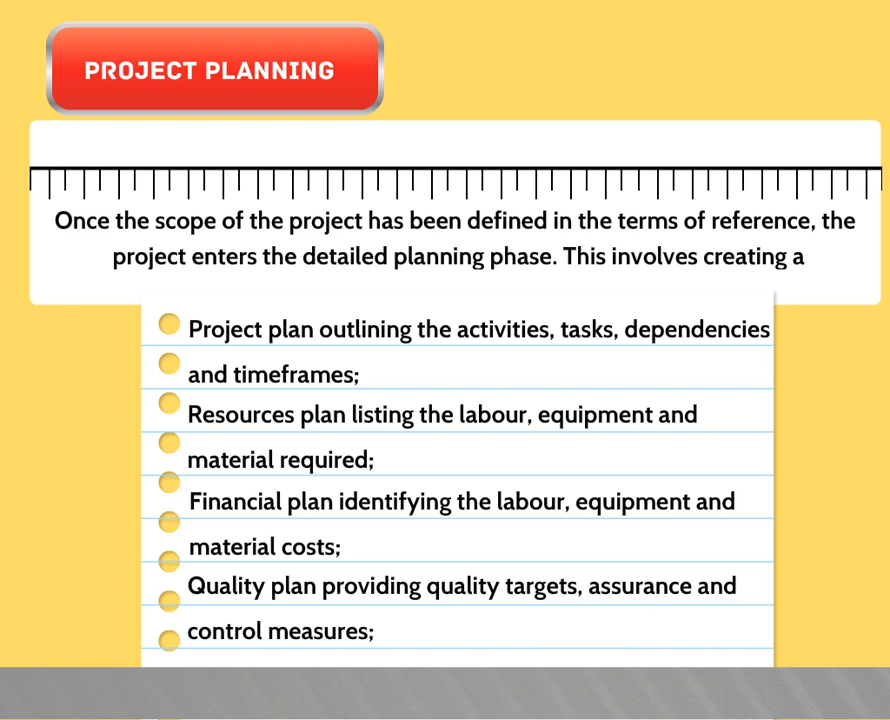 PROJECT PLANNING
Once the scope of the project has been defined in the terms of reference, the
project enters the detailed planning phase. This involves creating a
Project plan outlining the activities, tasks, dependencies
and timeframes;
Resources plan listing the labour, equipment and
material required;
Financial plan identifying the labour, equipment and
material costs;
Quality plan providing quality targets, assurance and
control measures;